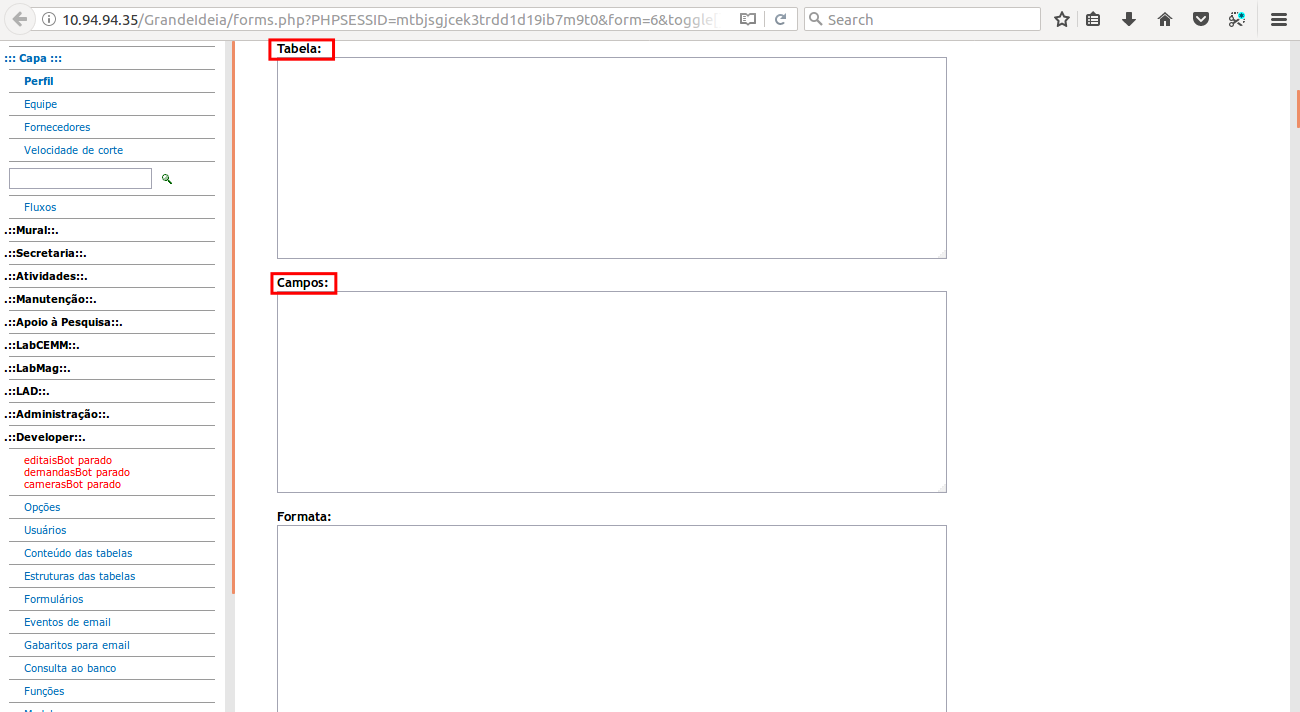 10.94.94.35/GrandeIdeia/forms.php?PHPSESSID=mtbjsgjcek3trdd1d19ib7m9t0&form=6&toggle
Search
::: Capa :::
Perfil
Equipe
Fornecedores
Velocidade de corte
Fluxos
.::Mural::.
.::Secretaria::.
.::Atividades::.
.::Manutenção::.
.::Apoio à Pesquisa::.
.::LabCEMM::.
.::LabMag::.
.::LAD::.
.::Administração::.
.::Developer::.
editaisBot parado
demandasBot parado
camerasBot parado
Opções
Usuários
Conteúdo das tabelas
Estruturas das tabelas
Formulários
Eventos de email
Gabaritos para email
Consulta ao banco
Funções
Tabela:
Campos:
Formata: